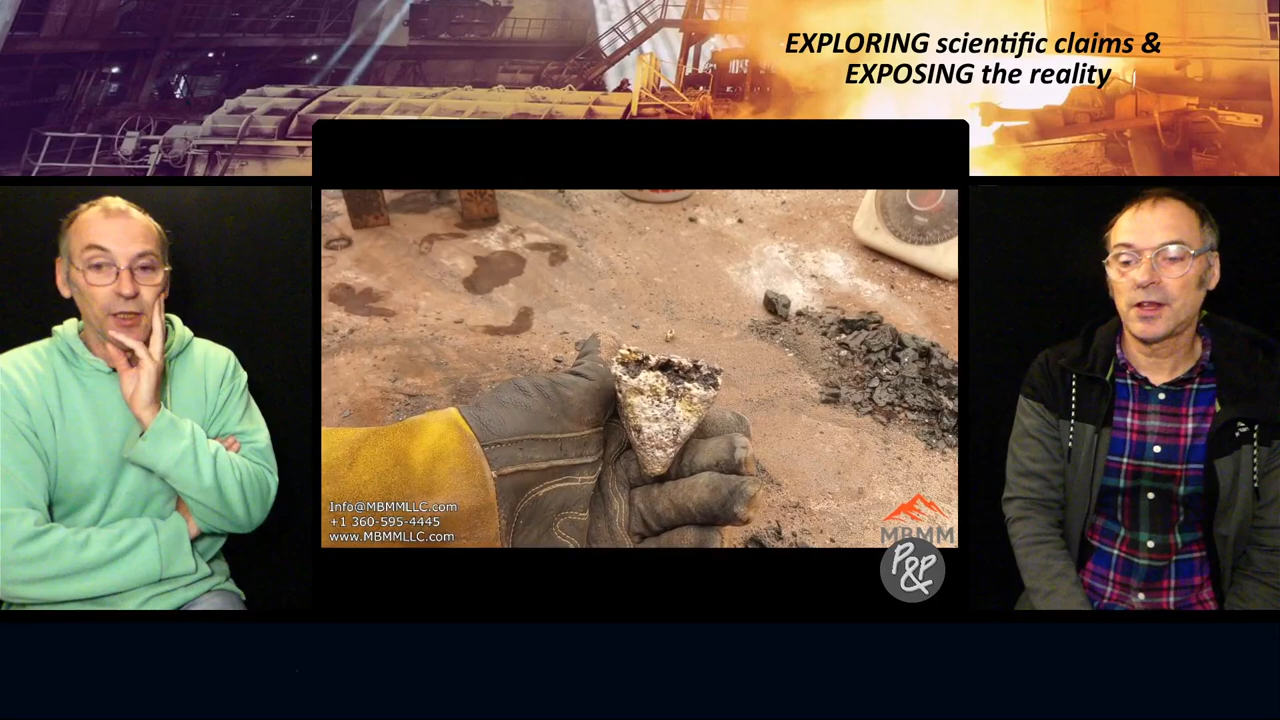 EXPLORING scientific claims &
EXPOSING the reality
Info@MBMMLLC.com
+1 360-595-4445
www.MBMMLLC.com
MBMM
P&P